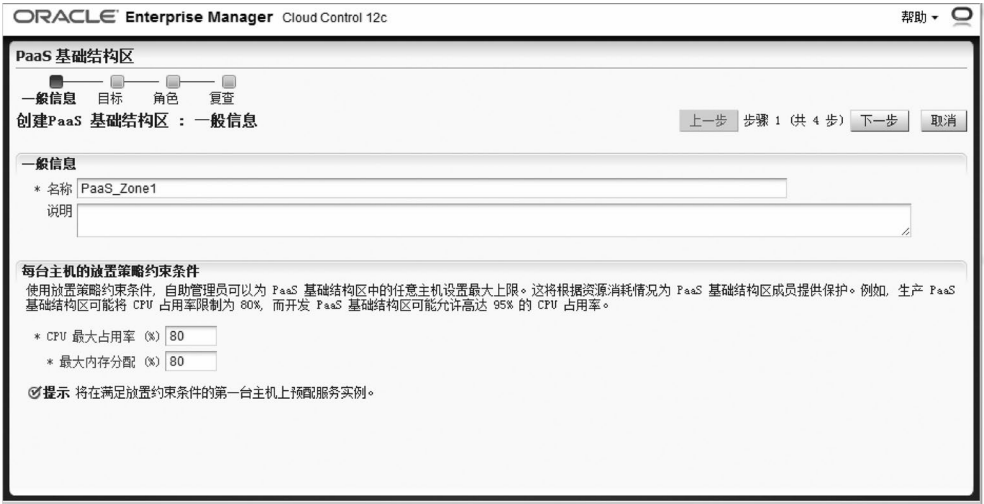 ORACLE Enterprise Manager Cloud Control 12c 帮助
PaaS 基础结构区
一般信息 目标 角色 复查
创建PaaS 基础结构区 : 一般信息 上一步 步骤 1 (共 4 步) 下一步 取消
一般信息
* 名称 PaaS_Zone1
说明
每台主机的放置策略约束条件
使用放置策略约束条件, 自助管理员可以为 PaaS 基础结构区中的任意主机设置最大上限。这将根据资源消耗情况为 PaaS 基础结构区成员提供保护。例如, 生产 PaaS
基础结构区可能将 CPU 占用率限制为 80%, 而开发 PaaS 基础结构区可能允许高达 95% 的 CPU 占用率。
* CPU 最大占用率 (%) 80
* 最大内存分配 (%) 80
提示 将在满足放置约束条件的第一台主机上预配服务实例。